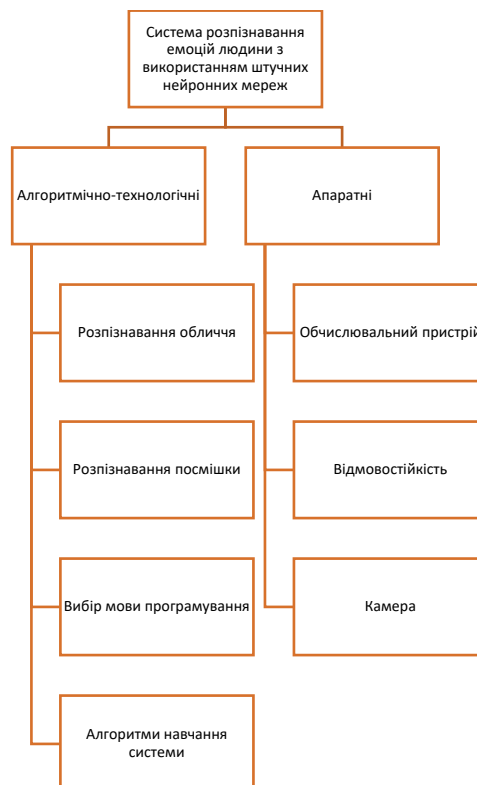 Система розпізнавання
емоцій людини з
використанням штучних
нейронних мереж
Алгоритмічно-технологічні
Апаратні
Розпізнавання обличчя
Обчислювальний пристрій
Розпізнавання посмішки
Відмовостійкість
Вибір мови програмування
Камера
Алгоритми навчання
системи